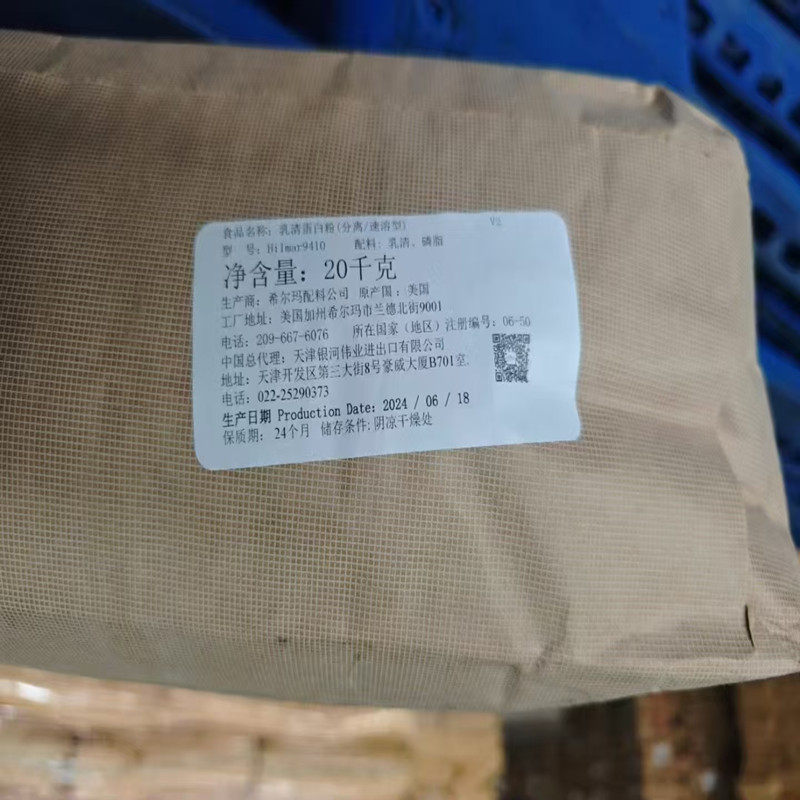 食品名称：乳清蛋白粉(分离/速溶型) V2
型 号：Hilmar9410 配料：乳清、磷脂
净含量：20千克
生产商：希尔玛配料公司 原产国：美国
工厂地址：美国加州希尔玛市兰德北街9001
电话：209-667-6076 所在国家（地区）注册编号：06-50
中国总代理：天津银河伟业进出口有限公司
地址：天津开发区第三大街8号豪威大厦B701室.
电话：022-25290373
生产日期 Production Date：2024 / 06 / 18
保质期： 24个月 储存条件:阴凉干燥处